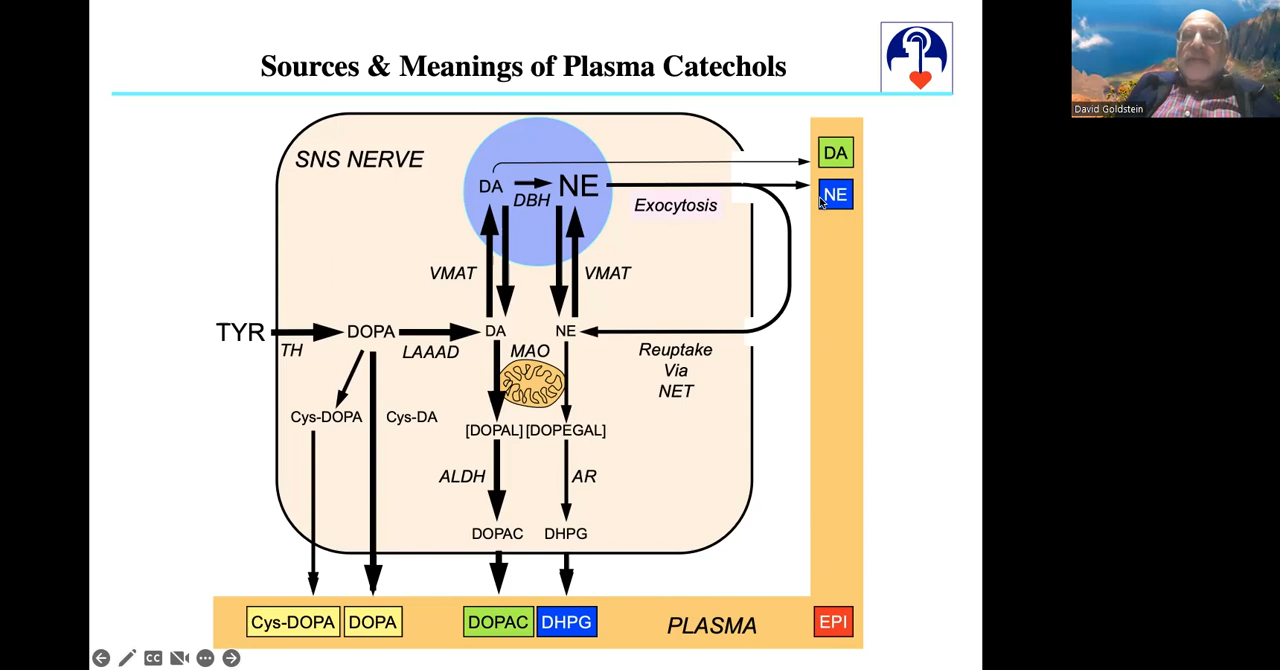 Sources & Meanings of Plasma Catechols
David Goldstein
SNS NERVE
DA
DA
NE
DBH
NE
Exocytosis
VMAT
VMAT
TYR
DOPA
DA
NE
TH
LAAAD
MAO
Reuptake
Via
NET
Cys-DOPA
Cys-DA
[DOPAL]
[DOPEGAL]
ALDH
AR
DOPAC
DHPG
Cys-DOPA
DOPA
DOPAC
DHPG
PLASMA
EPI
CC